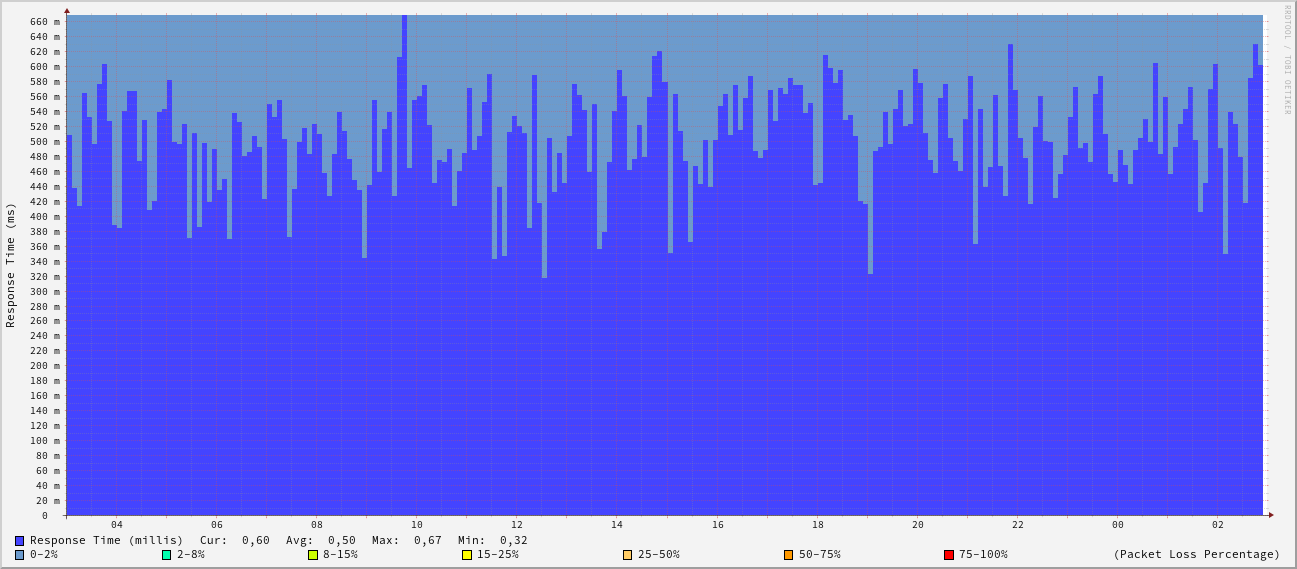 RRDTOOL / TOBI OETIKER
Response Time (ms)
660 m
640 m
620 m
600 m
580 m
560 m
540 m
520 m
500 m
480 m
460 m
440 m
420 m
400 m
380 m
360 m
340 m
320 m
300 m
280 m
260 m
240 m
220 m
200 m
180 m
160 m
140 m
120 m
100 m
80 m
60 m
40 m
20 m
0
04 06 08 10 12 14 16 18 20 22 00 02
Response Time (millis) Cur: 0,60 Avg: 0,50 Max: 0,67 Min: 0,32
0-2% 2-8% 8-15% 15-25% 25-50% 50-75% 75-100% (Packet Loss Percentage)